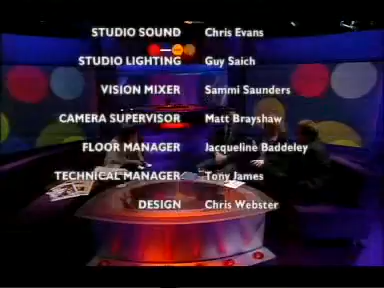 STUDIO SOUND Chris Evans
STUDIO LIGHTING Guy Saich
VISION MIXER Sammi Saunders
CAMERA SUPERVISOR Matt Brayshaw
FLOOR MANAGER Jacqueline Baddeley
TECHNICAL MANAGER Tony James
DESIGN Chris Webster